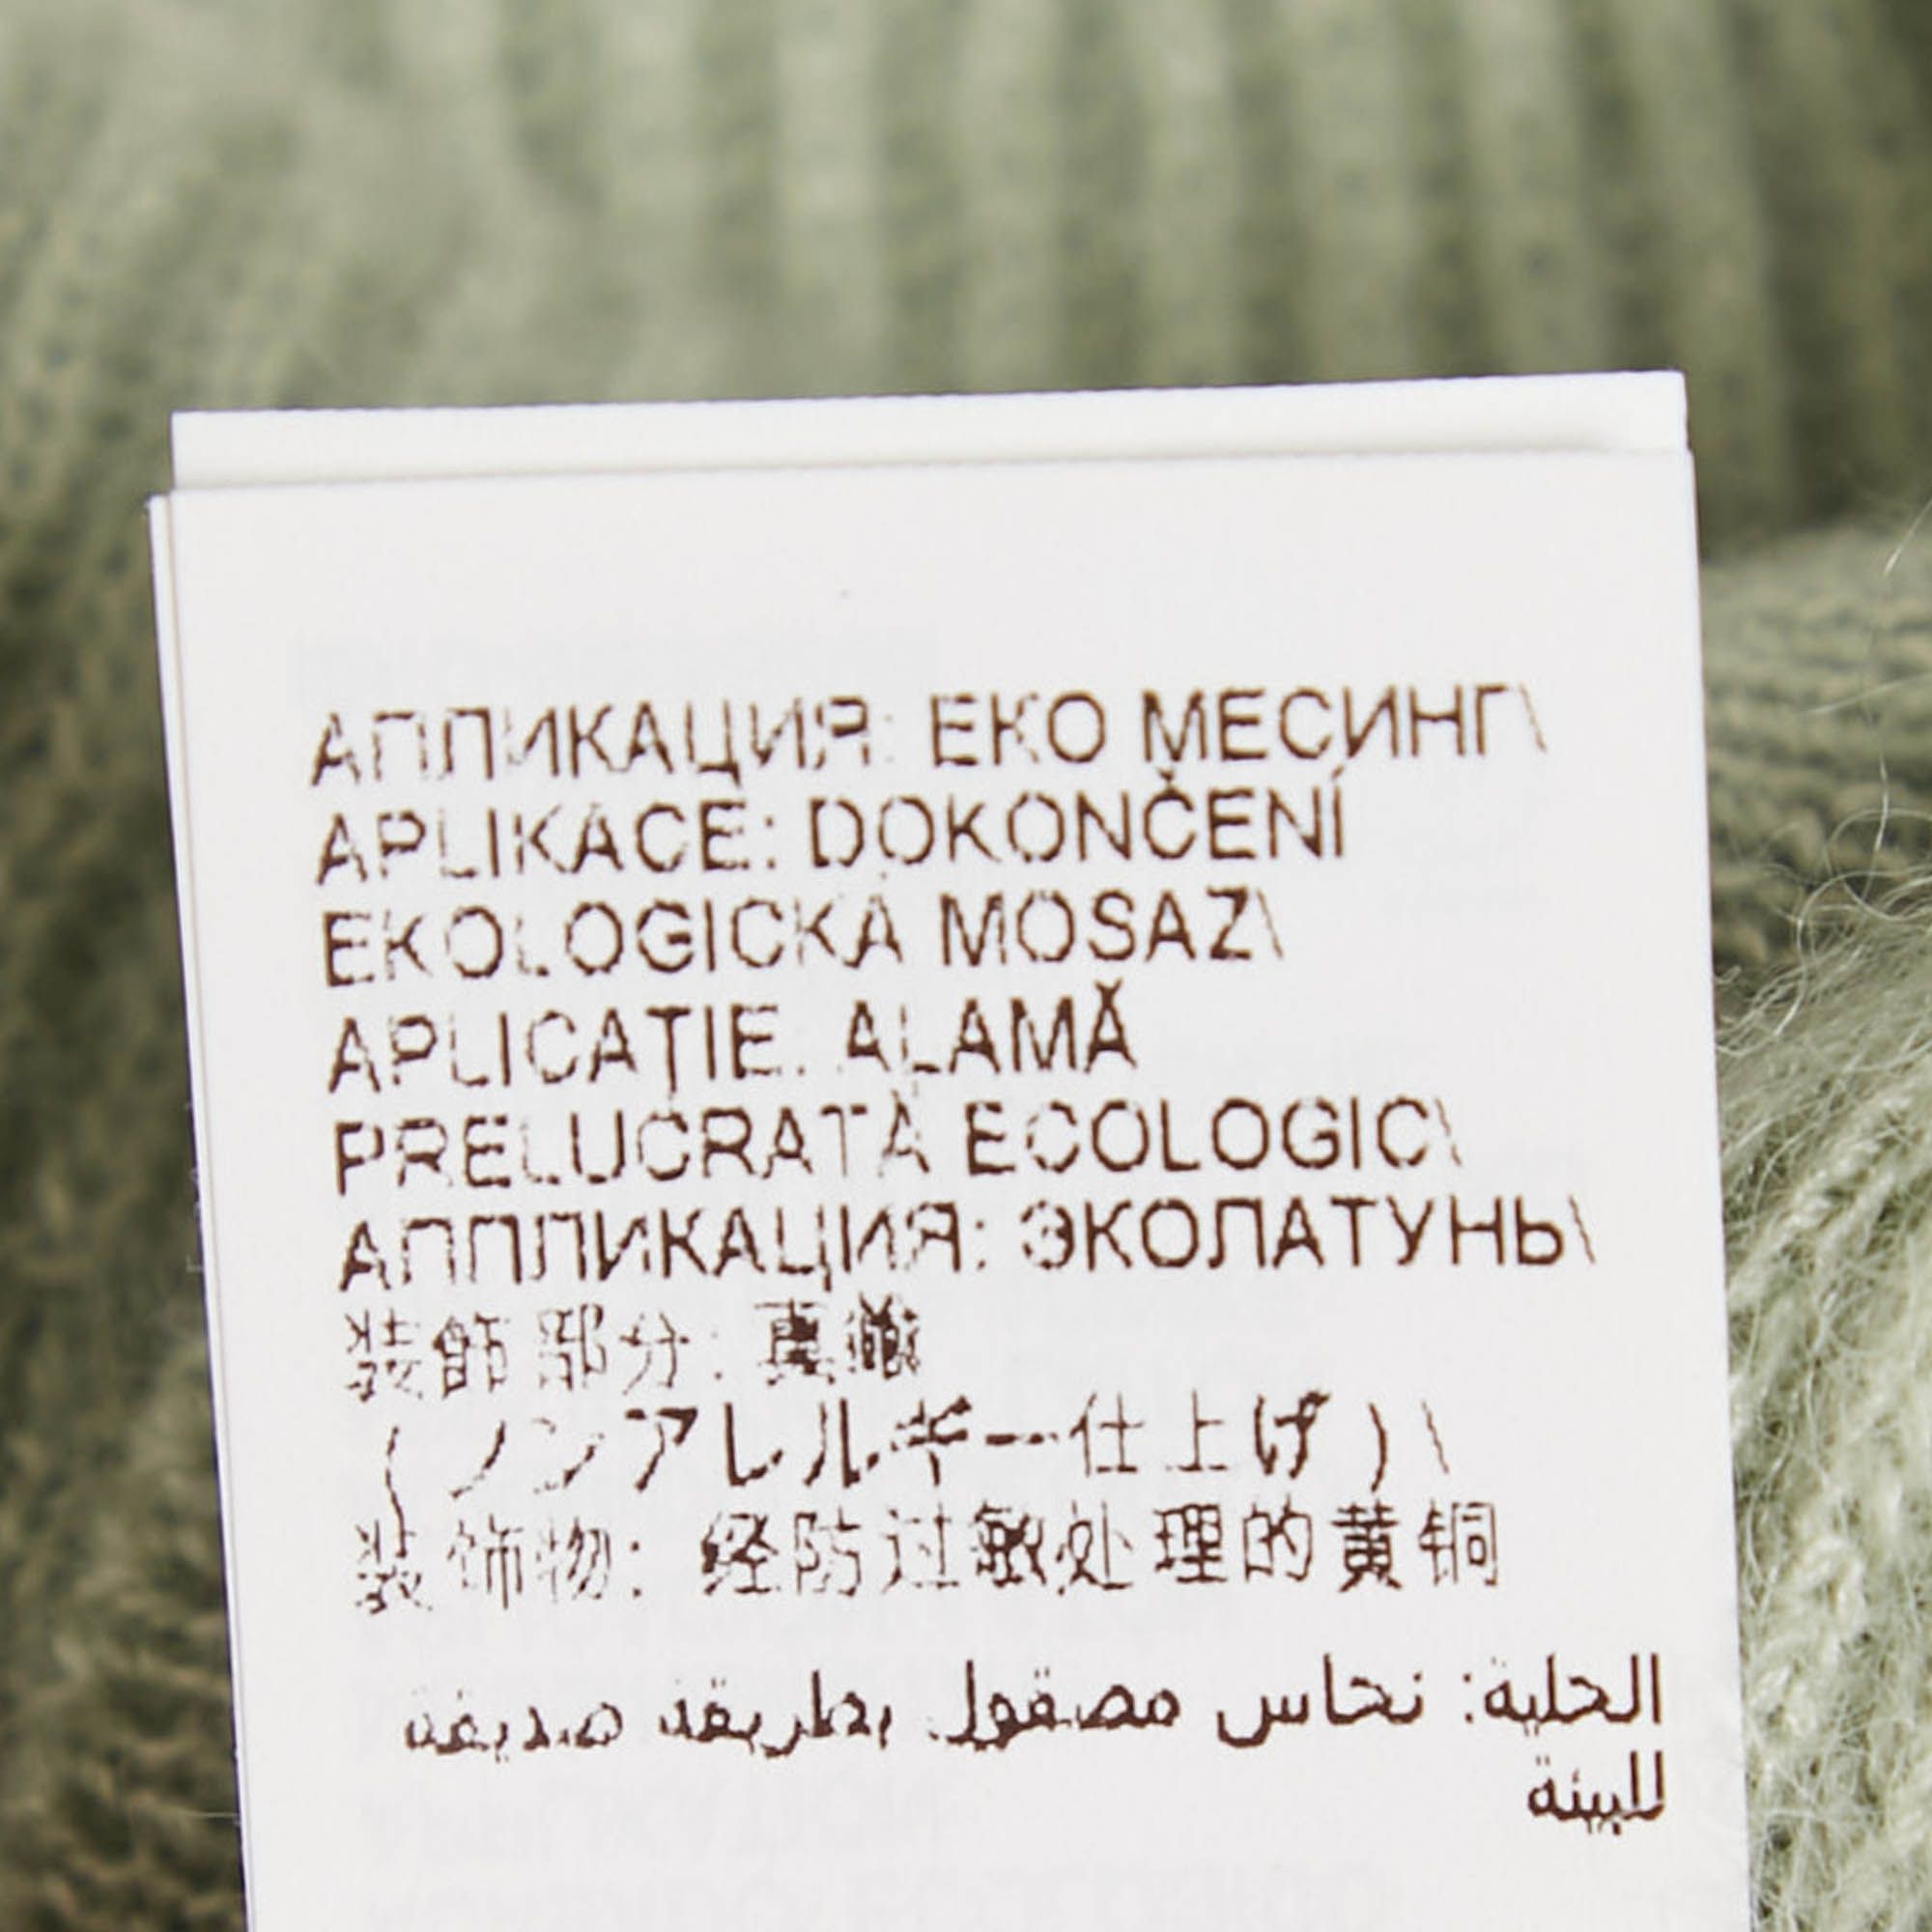 АППИКАЦИЯ: ЕКО МЕСИНГ\
APLIKACE: DOKONČENÍ
EKOLOGICKÁ MOSAZ\
APLICAȚIE: ALAMĂ
PRELUCRATĂ ECOLOGIC\
АПППИКАЦИЯ: ЭКОЛАТУНЬ\
装飾部分: 真鍮
(ノンアレルギー仕上げ)\
装饰物: 经防过敏处理的黄铜
الحلية: نحاس مصقول بطريقة صديقة
للبيئة